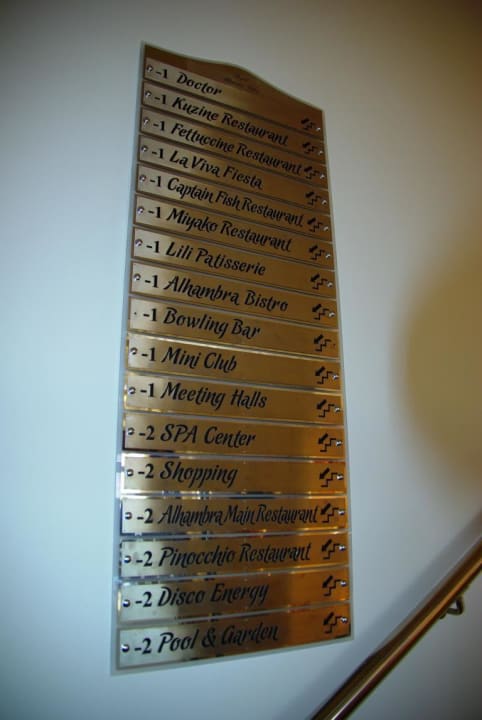 -1 Doctor
-1 Kuzine Restaurant
-1 Fettuccine Restaurant
-1 La Viva Fiesta
-1 Captain Fish Restaurant
-1 Miyako Restaurant
-1 Lili Patisserie
-1 Alhambra Bistro
-1 Bowling Bar
-1 Mini Club
-1 Meeting Halls
-2 SPA Center
-2 Shopping
-2 Alhambra Main Restaurant
-2 Pinocchio Restaurant
-2 Disco Energy
-2 Pool & Garden